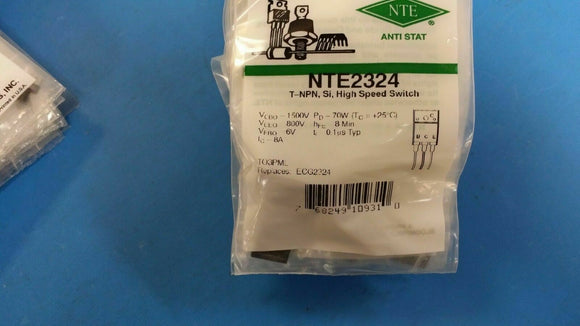 NTE
®
ANTI STAT
NTE2324
T-NPN, Si, High Speed Switch
VCBO – 1500V PD – 70W (TC = +25°C)
VCEO – 800V hFE – 8 Min
VEBO – 6V tf – 0.1µs Typ
IC – 8A
TO3PML
Replaces: ECG2324
B C E
7 68249 10931 0
S, INC.
U.S.A.